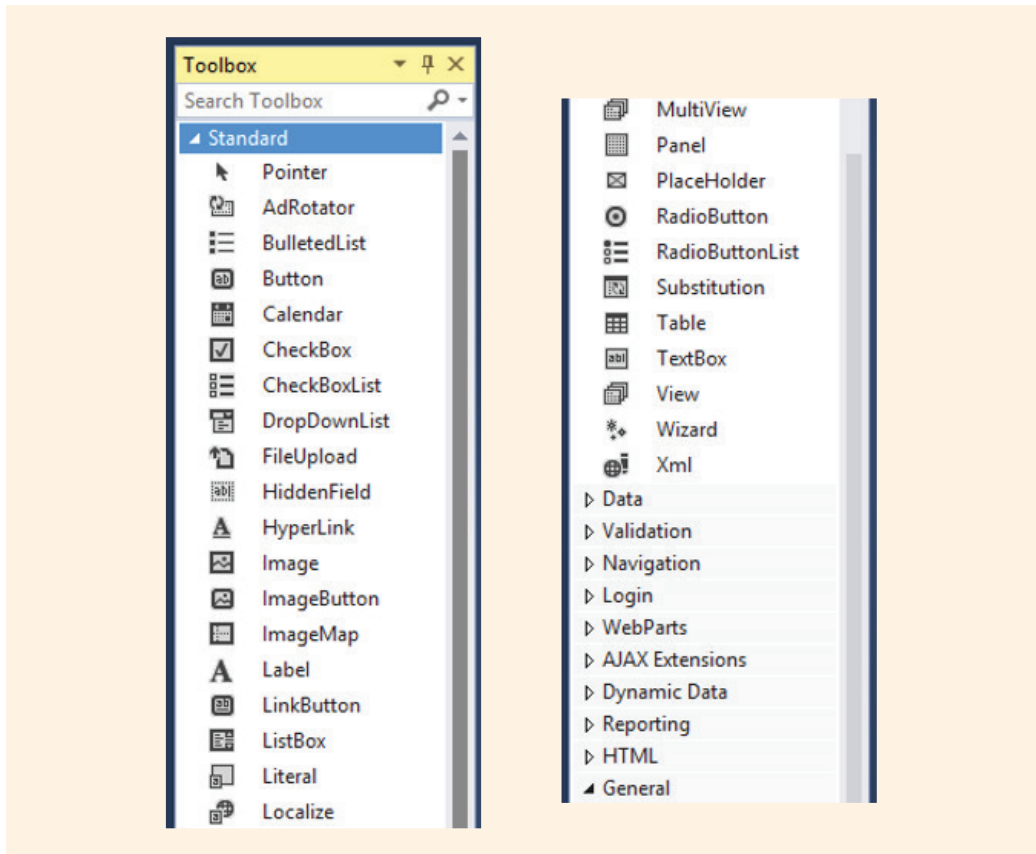 Toolbox
Search Toolbox
Standard
Pointer
AdRotator
BulletedList
Button
Calendar
CheckBox
CheckBoxList
DropDownList
FileUpload
HiddenField
HyperLink
Image
ImageButton
ImageMap
Label
LinkButton
ListBox
Literal
Localize
MultiView
Panel
PlaceHolder
RadioButton
RadioButtonList
Substitution
Table
TextBox
View
Wizard
Xml
Data
Validation
Navigation
Login
WebParts
AJAX Extensions
Dynamic Data
Reporting
HTML
General